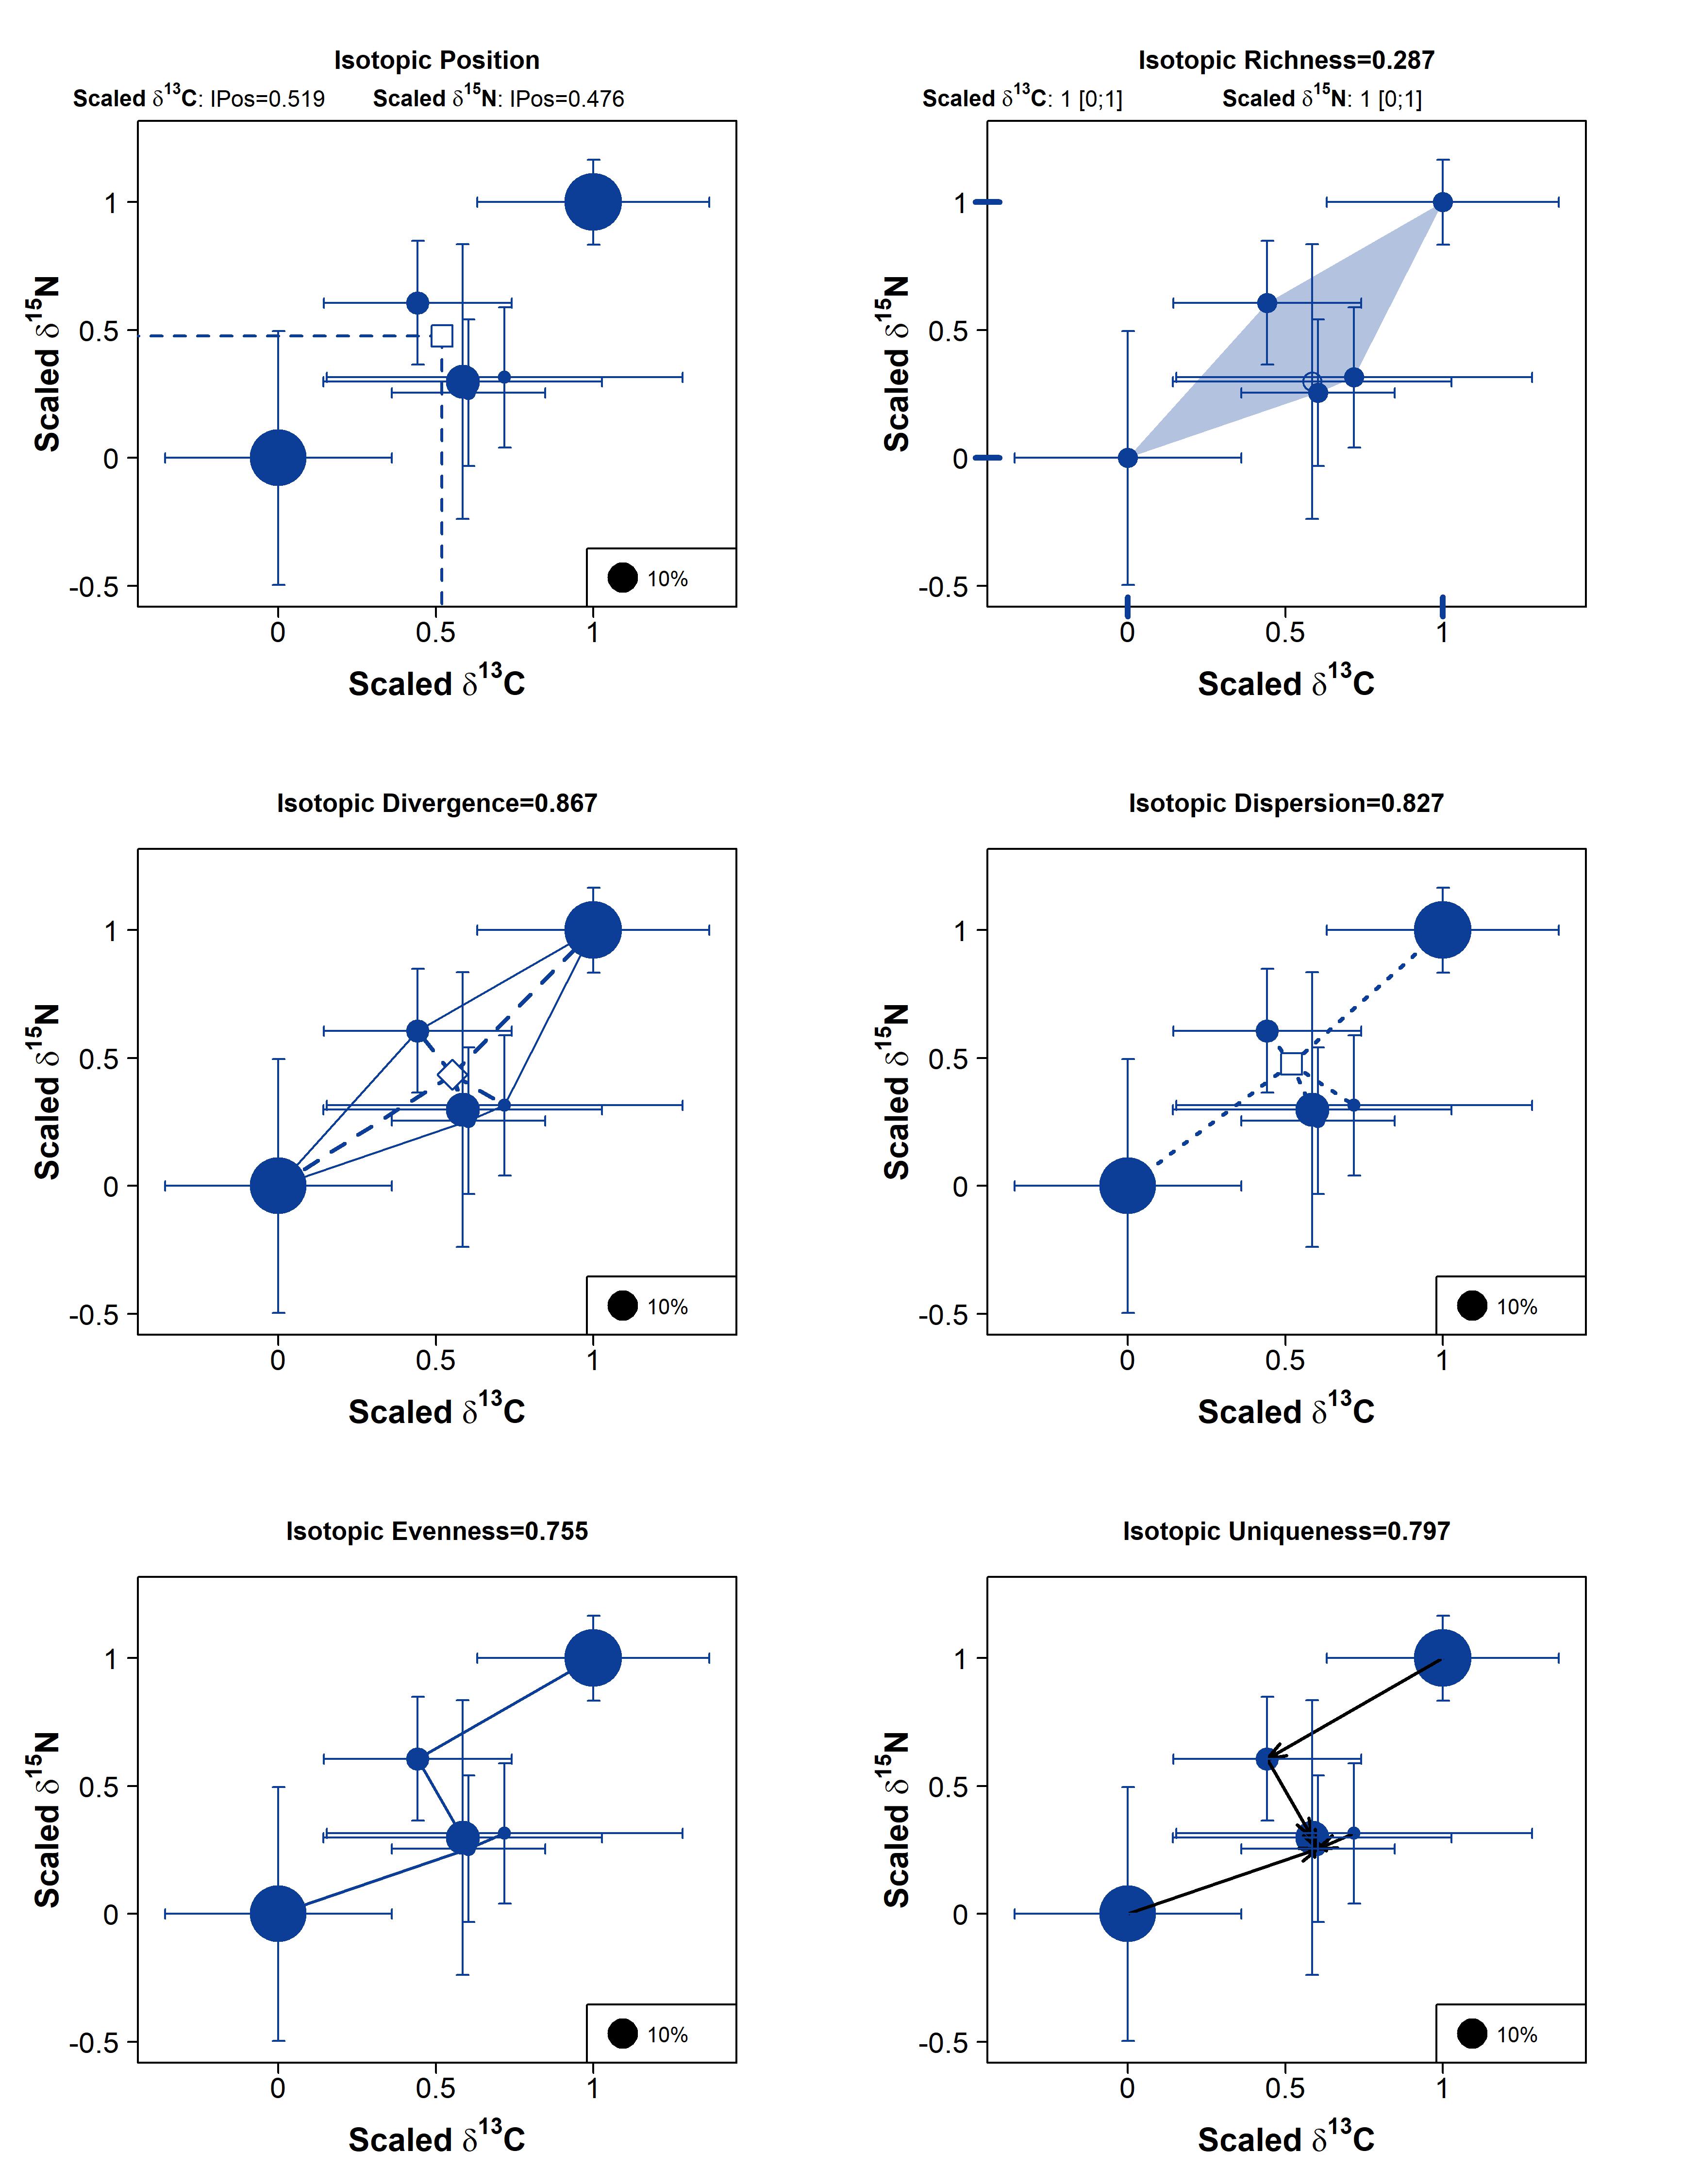 Isotopic Position
Scaled δ¹³C: IPos=0.519 Scaled δ¹⁵N: IPos=0.476
1
0.5
0
-0.5
0 0.5 1
Scaled δ¹³C
Scaled δ¹⁵N
10%
Isotopic Richness=0.287
Scaled δ¹³C: 1 [0;1] Scaled δ¹⁵N: 1 [0;1]
1
0.5
0
-0.5
0 0.5 1
Scaled δ¹³C
Scaled δ¹⁵N
Isotopic Divergence=0.867
1
0.5
0
-0.5
0 0.5 1
Scaled δ¹³C
Scaled δ¹⁵N
10%
Isotopic Dispersion=0.827
1
0.5
0
-0.5
0 0.5 1
Scaled δ¹³C
Scaled δ¹⁵N
10%
Isotopic Evenness=0.755
1
0.5
0
-0.5
0 0.5 1
Scaled δ¹³C
Scaled δ¹⁵N
10%
Isotopic Uniqueness=0.797
1
0.5
0
-0.5
0 0.5 1
Scaled δ¹³C
Scaled δ¹⁵N
10%